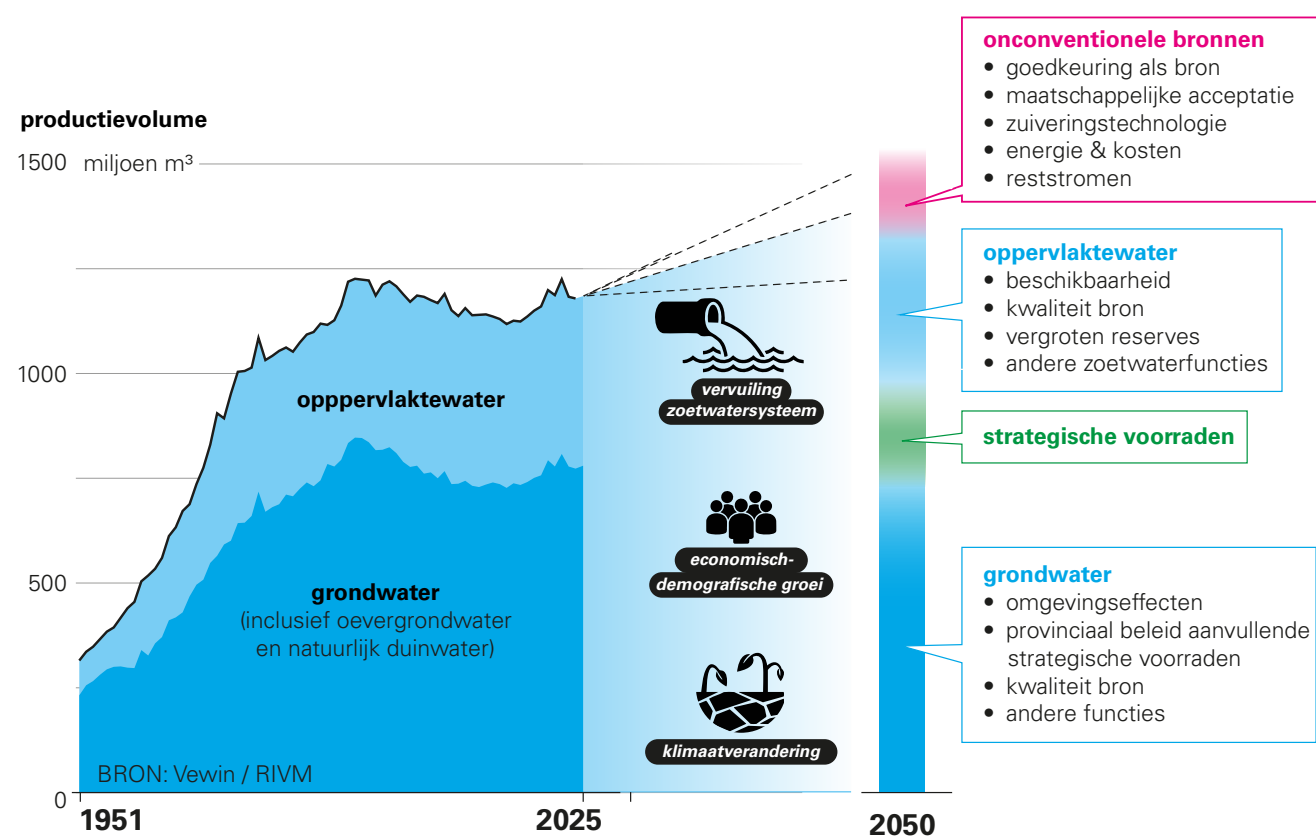 productievolume
1500 miljoen m³
1000
500
0
opppervlaktewater
grondwater
(inclusief oevergrondwater
en natuurlijk duinwater)
BRON: Vewin / RIVM
1951
2025
2050
vervuiling
zoetwatersysteem
economisch-
demografische groei
klimaatverandering
onconventionele bronnen
• goedkeuring als bron
• maatschappelijke acceptatie
• zuiveringstechnologie
• energie & kosten
• reststromen
oppervlaktewater
• beschikbaarheid
• kwaliteit bron
• vergroten reserves
• andere zoetwaterfuncties
strategische voorraden
grondwater
• omgevingseffecten
• provinciaal beleid aanvullende
strategische voorraden
• kwaliteit bron
• andere functies